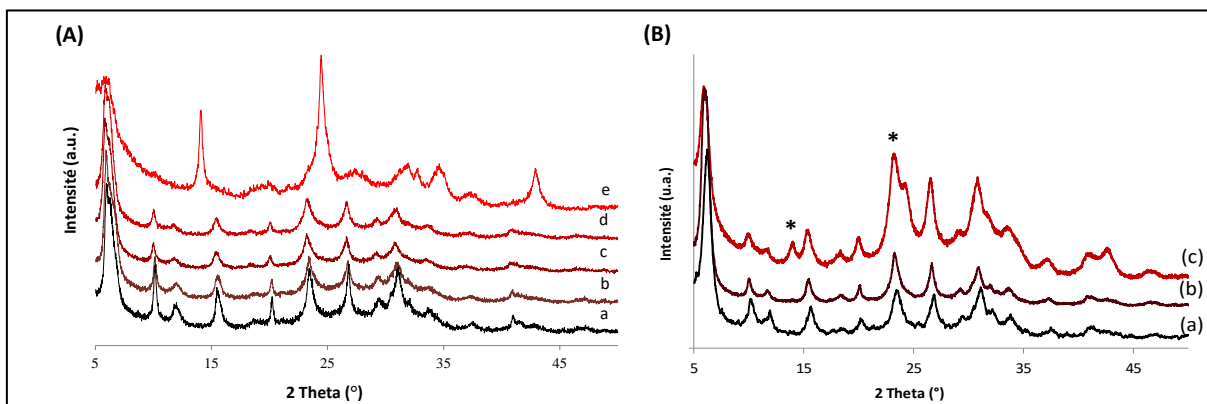 (A)
Intensité (a.u.)
e
d
c
b
a
5
15
25
35
45
2 Theta (°)
(B)
Intensité (u.a.)
*
*
(c)
(b)
(a)
5
15
25
35
45
2 Theta (°)